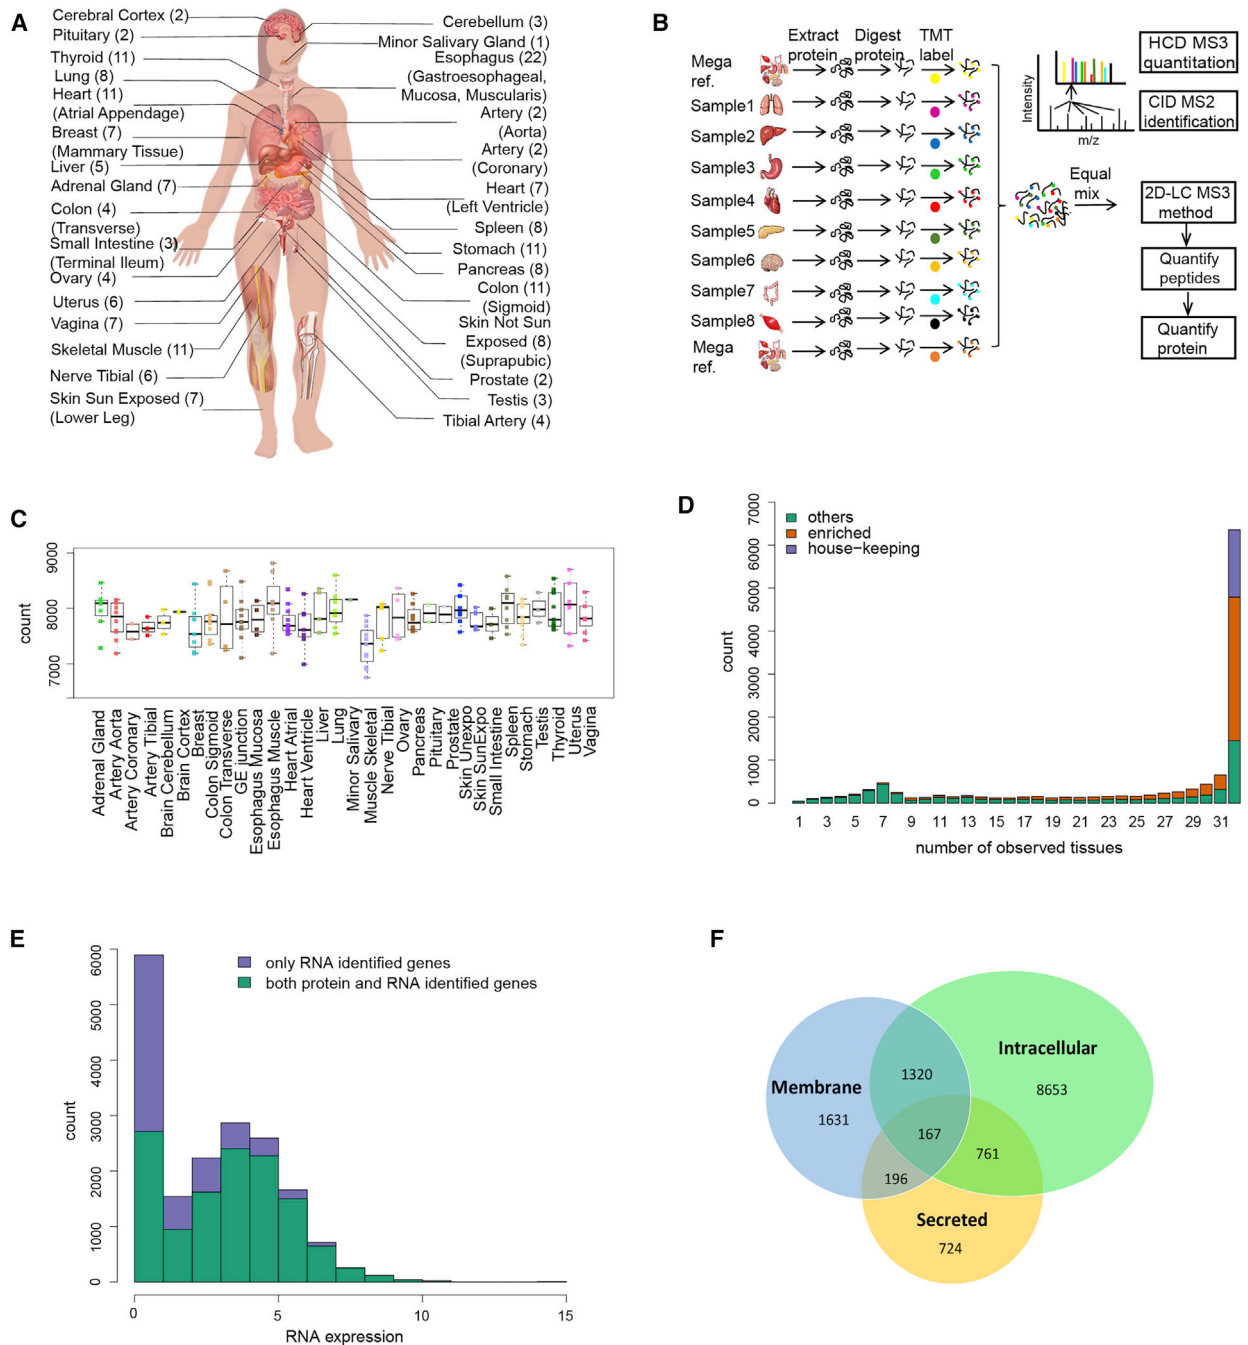 A
Cerebral Cortex (2)
Pituitary (2)
Thyroid (11)
Lung (8)
Heart (11)
(Atrial Appendage)
Breast (7)
(Mammary Tissue)
Liver (5)
Adrenal Gland (7)
Colon (4)
(Transverse)
Small Intestine (3)
(Terminal Ileum)
Ovary (4)
Uterus (6)
Vagina (7)
Skeletal Muscle (11)
Nerve Tibial (6)
Skin Sun Exposed (7)
(Lower Leg)
Cerebellum (3)
Minor Salivary Gland (1)
Esophagus (22)
(Gastroesophageal,
Mucosa, Muscularis)
Artery (2)
(Aorta)
Artery (2)
(Coronary)
Heart (7)
(Left Ventricle)
Spleen (8)
Stomach (11)
Pancreas (8)
Colon (11)
(Sigmoid)
Skin Not Sun
Exposed (8)
(Suprapubic)
Prostate (2)
Testis (3)
Tibial Artery (4)
B
Extract
protein
Digest
protein
TMT
label
Mega
ref.
Sample1
Sample2
Sample3
Sample4
Sample5
Sample6
Sample7
Sample8
Mega
ref.
Intensity
m/z
HCD MS3
quantitation
CID MS2
identification
Equal
mix
2D-LC MS3
method
Quantify
peptides
Quantify
protein
C
count
9000
8000
7000
Adrenal Gland
Artery Aorta
Artery Coronary
Artery Tibial
Brain Cerebellum
Brain Cortex
Breast
Colon Sigmoid
Colon Transverse
GE junction
Esophagus Mucosa
Esophagus Muscle
Heart Atrial
Heart Ventricle
Liver
Lung
Minor Salivary
Muscle Skeletal
Nerve Tibial
Ovary
Pancreas
Pituitary
Prostate
Skin Unexpo
Skin SunExpo
Small Intestine
Spleen
Stomach
Testis
Thyroid
Uterus
Vagina
D
others
enriched
house-keeping
count
7000
6000
5000
4000
3000
2000
1000
0
1 3 5 7 9 11 13 15 17 19 21 23 25 27 29 31
number of observed tissues
E
only RNA identified genes
both protein and RNA identified genes
count
6000
5000
4000
3000
2000
1000
0
0 5 10 15
RNA expression
F
Membrane
1631
Intracellular
8653
1320
167
761
196
Secreted
724